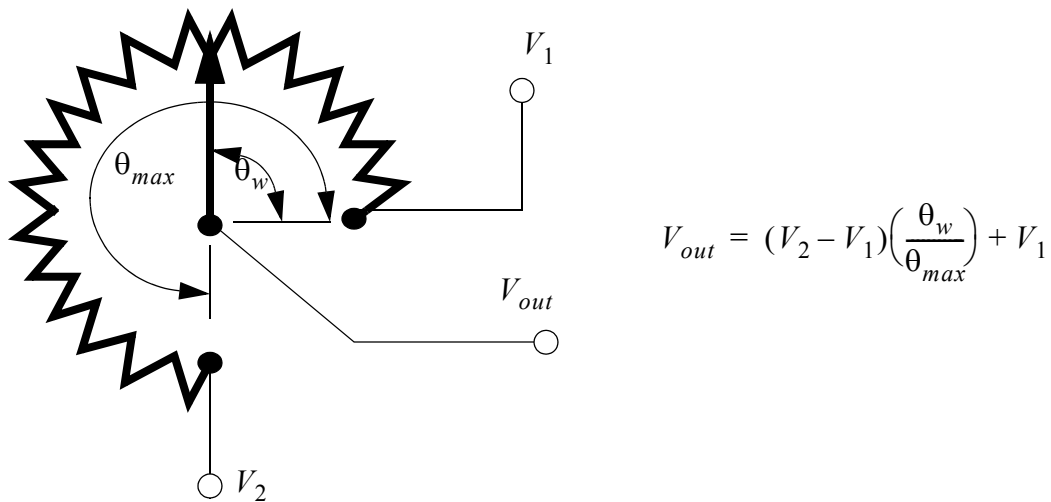 V1
θmax
θw
Vout = (V2 – V1)(θw/θmax) + V1
Vout
V2